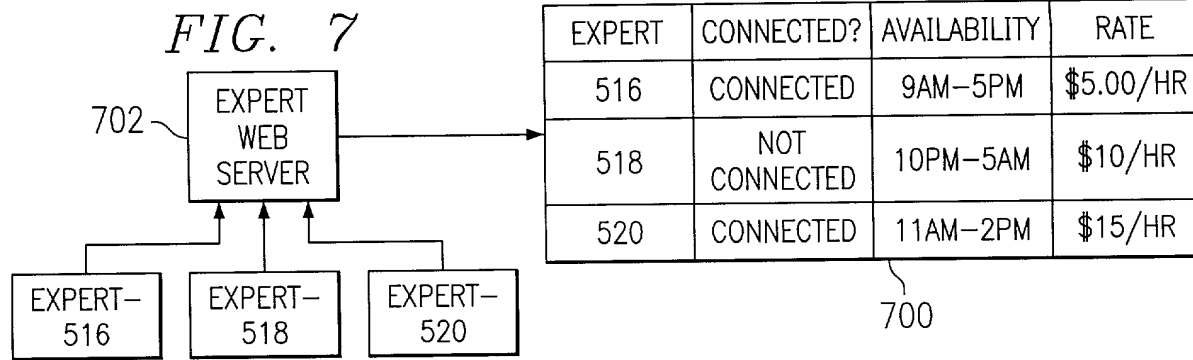 FIG. 7
702
EXPERT
WEB
SERVER
EXPERT-
516
EXPERT-
518
EXPERT-
520
EXPERT CONNECTED? AVAILABILITY RATE
516 CONNECTED 9AM-5PM $5.00/HR
518 NOT
CONNECTED 10PM-5AM $10/HR
520 CONNECTED 11AM-2PM $15/HR
700